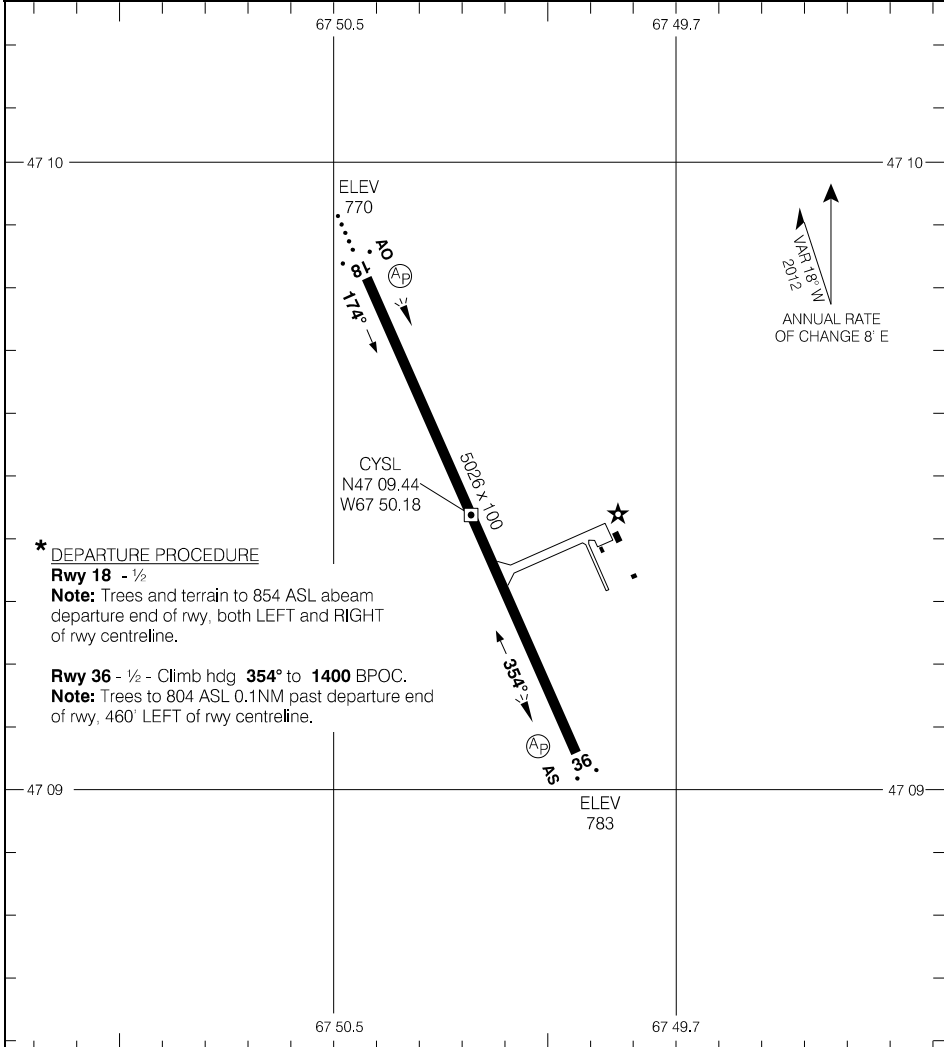 67 50.5
67 49.7
47 10
47 10
ELEV
770
AO
18
AP
174°
VAR 18° W
2012
ANNUAL RATE
OF CHANGE 8' E
CYSL
N47 09.44
W67 50.18
5026 x 100
* DEPARTURE PROCEDURE
Rwy 18 - ½
Note: Trees and terrain to 854 ASL abeam
departure end of rwy, both LEFT and RIGHT
of rwy centreline.
Rwy 36 - ½ - Climb hdg 354° to 1400 BPOC.
Note: Trees to 804 ASL 0.1NM past departure end
of rwy, 460' LEFT of rwy centreline.
354°
AP
AS
36
47 09
47 09
ELEV
783
67 50.5
67 49.7